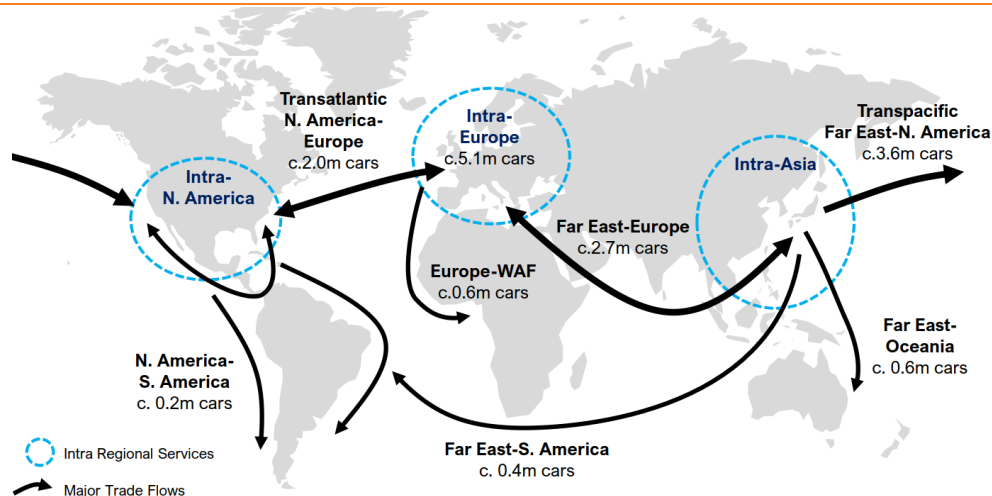 Transatlantic
N. America-
Europe
c.2.0m cars
Intra-
Europe
c.5.1m cars
Transpacific
Far East-N. America
c.3.6m cars
Intra-
N. America
Intra-Asia
Far East-Europe
c.2.7m cars
Europe-WAF
c.0.6m cars
Far East-
Oceania
c. 0.6m cars
N. America-
S. America
c. 0.2m cars
Far East-S. America
c. 0.4m cars
Intra Regional Services
Major Trade Flows